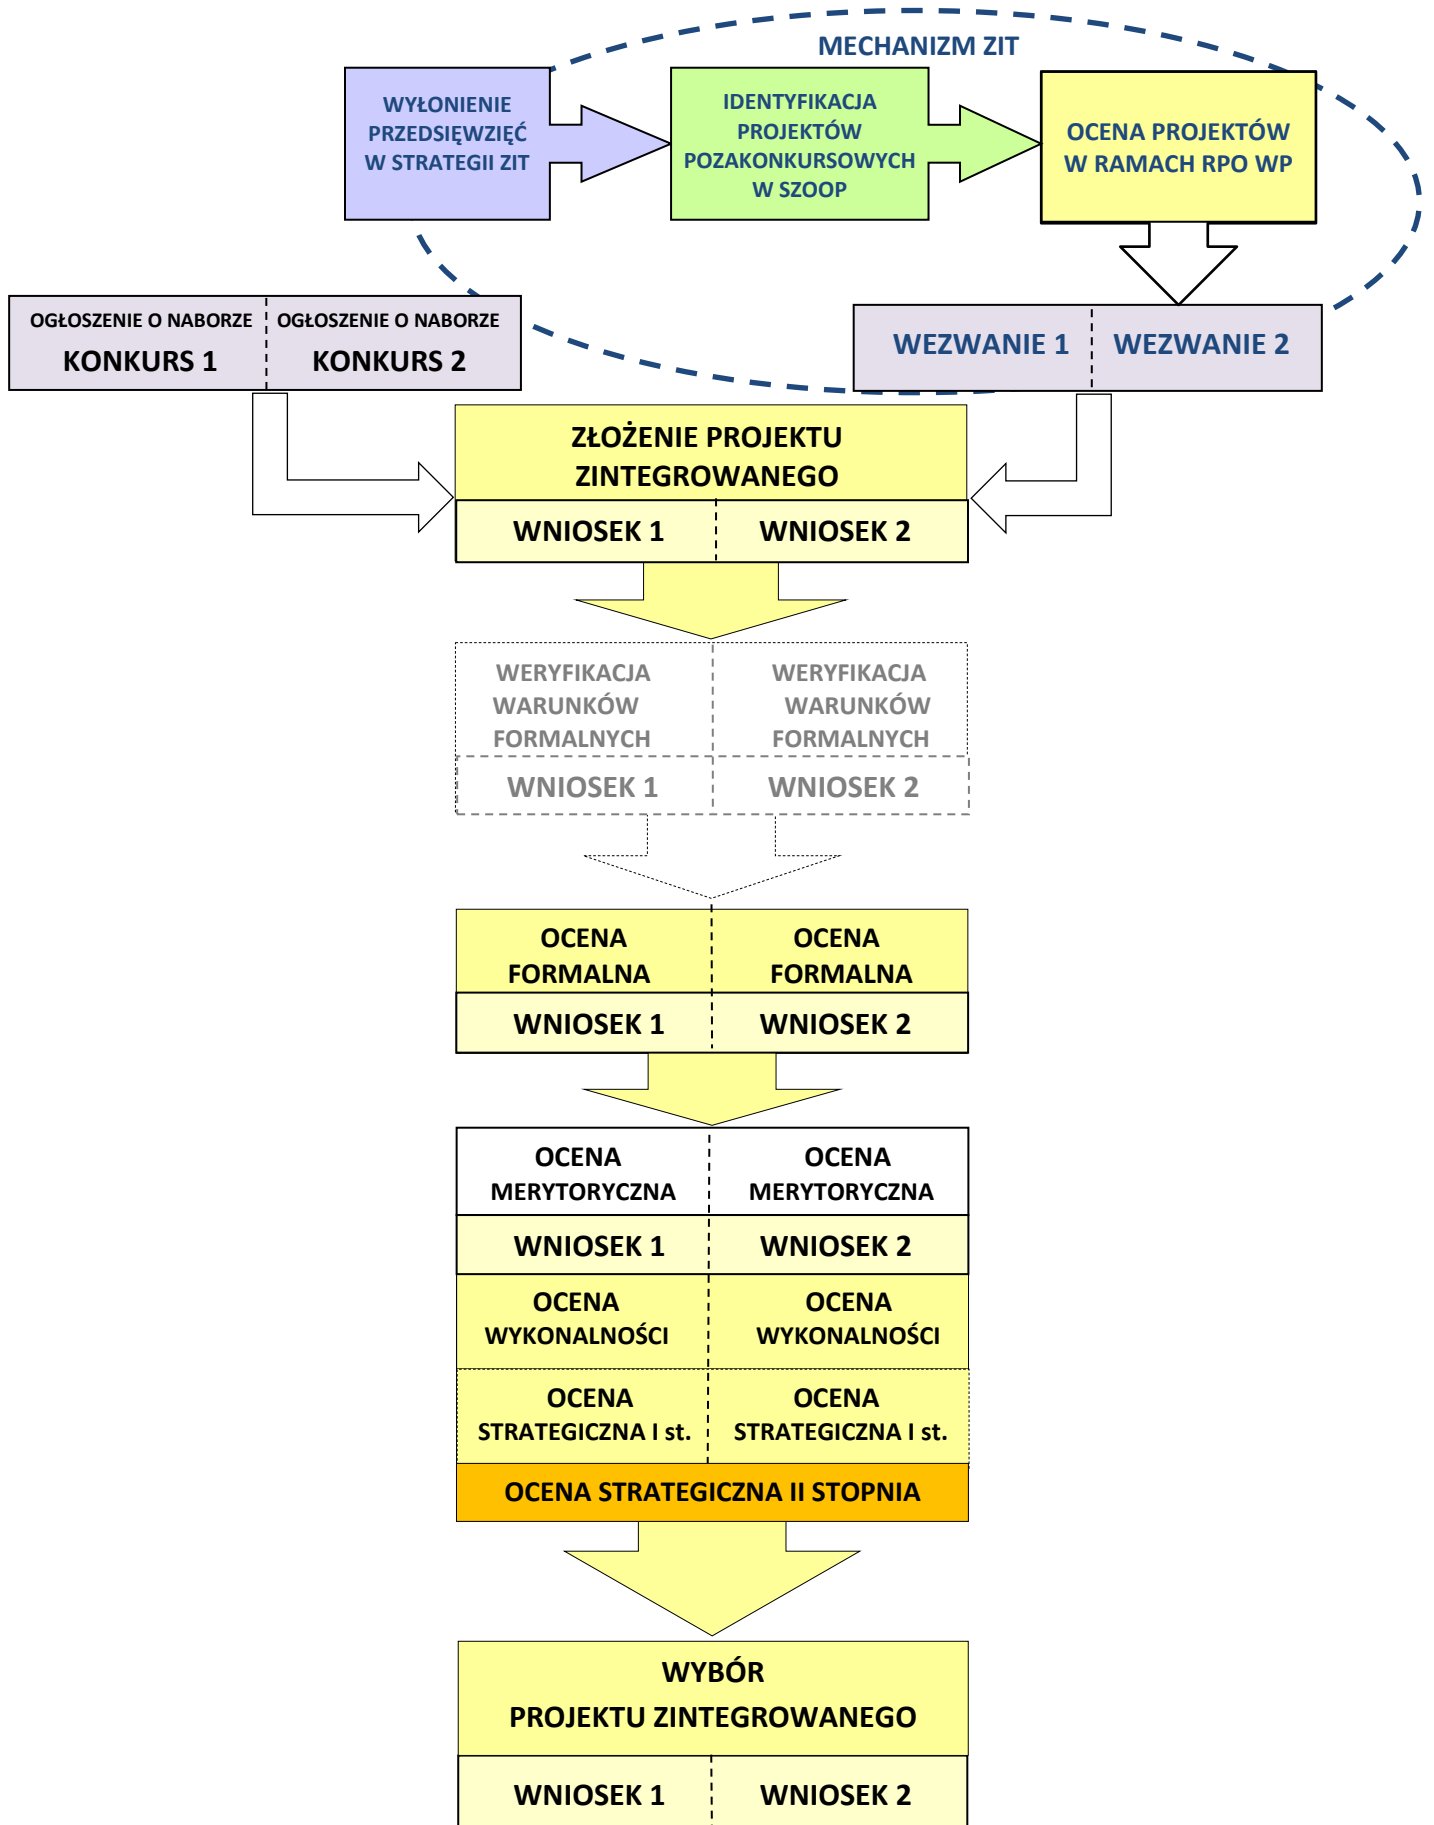 MECHANIZM ZIT
WYŁONIENIE
PRZEDSIĘWZIĘĆ
W STRATEGII ZIT
IDENTYFIKACJA
PROJEKTÓW
POZAKONKURSOWYCH
W SZOOP
OCENA PROJEKTÓW
W RAMACH RPO WP
OGŁOSZENIE O NABORZE
KONKURS 1
OGŁOSZENIE O NABORZE
KONKURS 2
WEZWANIE 1
WEZWANIE 2
ZŁOŻENIE PROJEKTU
ZINTEGROWANEGO
WNIOSEK 1
WNIOSEK 2
WERYFIKACJA
WARUNKÓW
FORMALNYCH
WERYFIKACJA
WARUNKÓW
FORMALNYCH
WNIOSEK 1
WNIOSEK 2
OCENA
FORMALNA
OCENA
FORMALNA
WNIOSEK 1
WNIOSEK 2
OCENA
MERYTORYCZNA
OCENA
MERYTORYCZNA
WNIOSEK 1
WNIOSEK 2
OCENA
WYKONALNOŚCI
OCENA
WYKONALNOŚCI
OCENA
STRATEGICZNA I st.
OCENA
STRATEGICZNA I st.
OCENA STRATEGICZNA II STOPNIA
WYBÓR
PROJEKTU ZINTEGROWANEGO
WNIOSEK 1
WNIOSEK 2